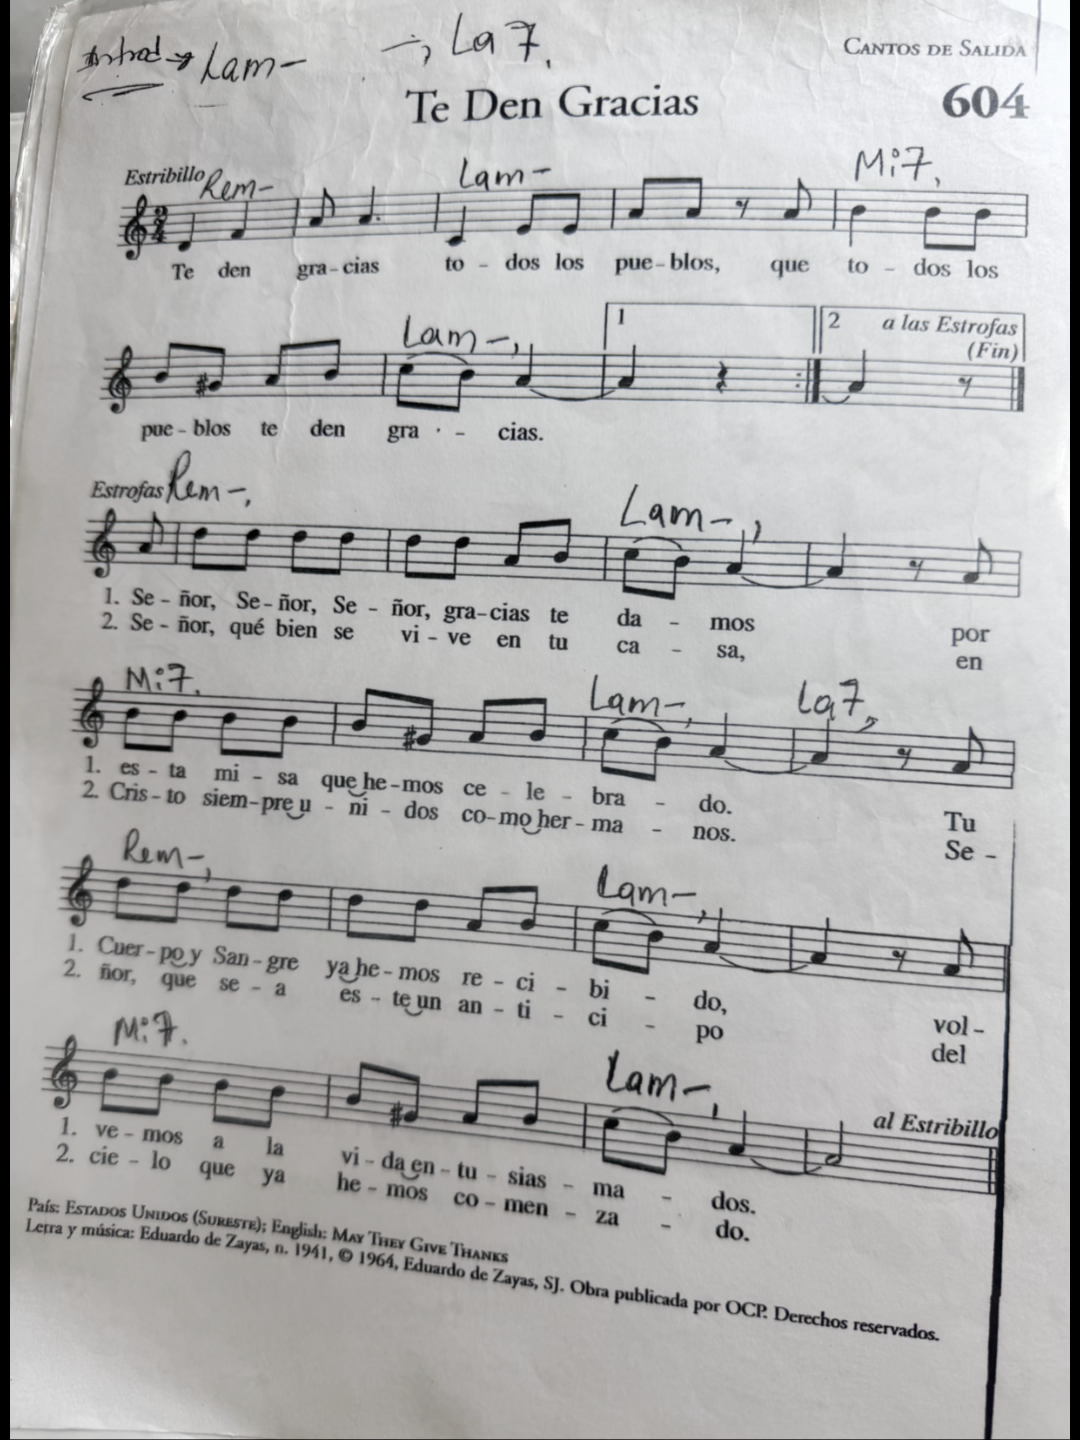 Introd → Lam- -, La7.
CANTOS DE SALIDA
Te Den Gracias 604
Estribillo Rem- Lam- Mi7,
Te den gra-cias to - dos los pue-blos, que to - dos los
Lam-, 1 2 a las Estrofas
(Fin)
pue-blos te den gra - cias.
Estrofas Rem-, Lam-,
1. Se-ñor, Se-ñor, Se - ñor, gra-cias te da - mos por
2. Se-ñor, qué bien se vi-ve en tu ca - sa, en
Mi7. Lam-, La7,
1. es-ta mi-sa que he-mos ce-le-bra - do. Tu
2. Cris-to siem-pre u-ni-dos co-mo her-ma - nos. Se -
Rem-, Lam-,
1. Cuer-po y San-gre ya he-mos re-ci-bi - do, vol-
2. ñor, que se-a es-te un an-ti-ci - po del
Mi7. Lam-,
al Estribillo
1. ve-mos a la vi-da en-tu-sias-ma - dos.
2. cie-lo que ya he-mos co-men-za - do.
País: ESTADOS UNIDOS (SURESTE); English: MAY THEY GIVE THANKS
Letra y música: Eduardo de Zayas, n. 1941, © 1964, Eduardo de Zayas, SJ. Obra publicada por OCP. Derechos reservados.